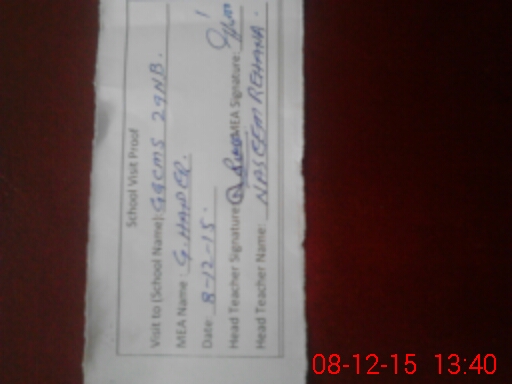 School Visit Proof
Visit to (School Name): GGCMS 29NB.
MEA Name: G. HAIDER.
Date: 8-12-15.
Head Teacher Signature: MEA Signature:
Head Teacher Name: NASEEM REHANA.
08-12-15 13:40